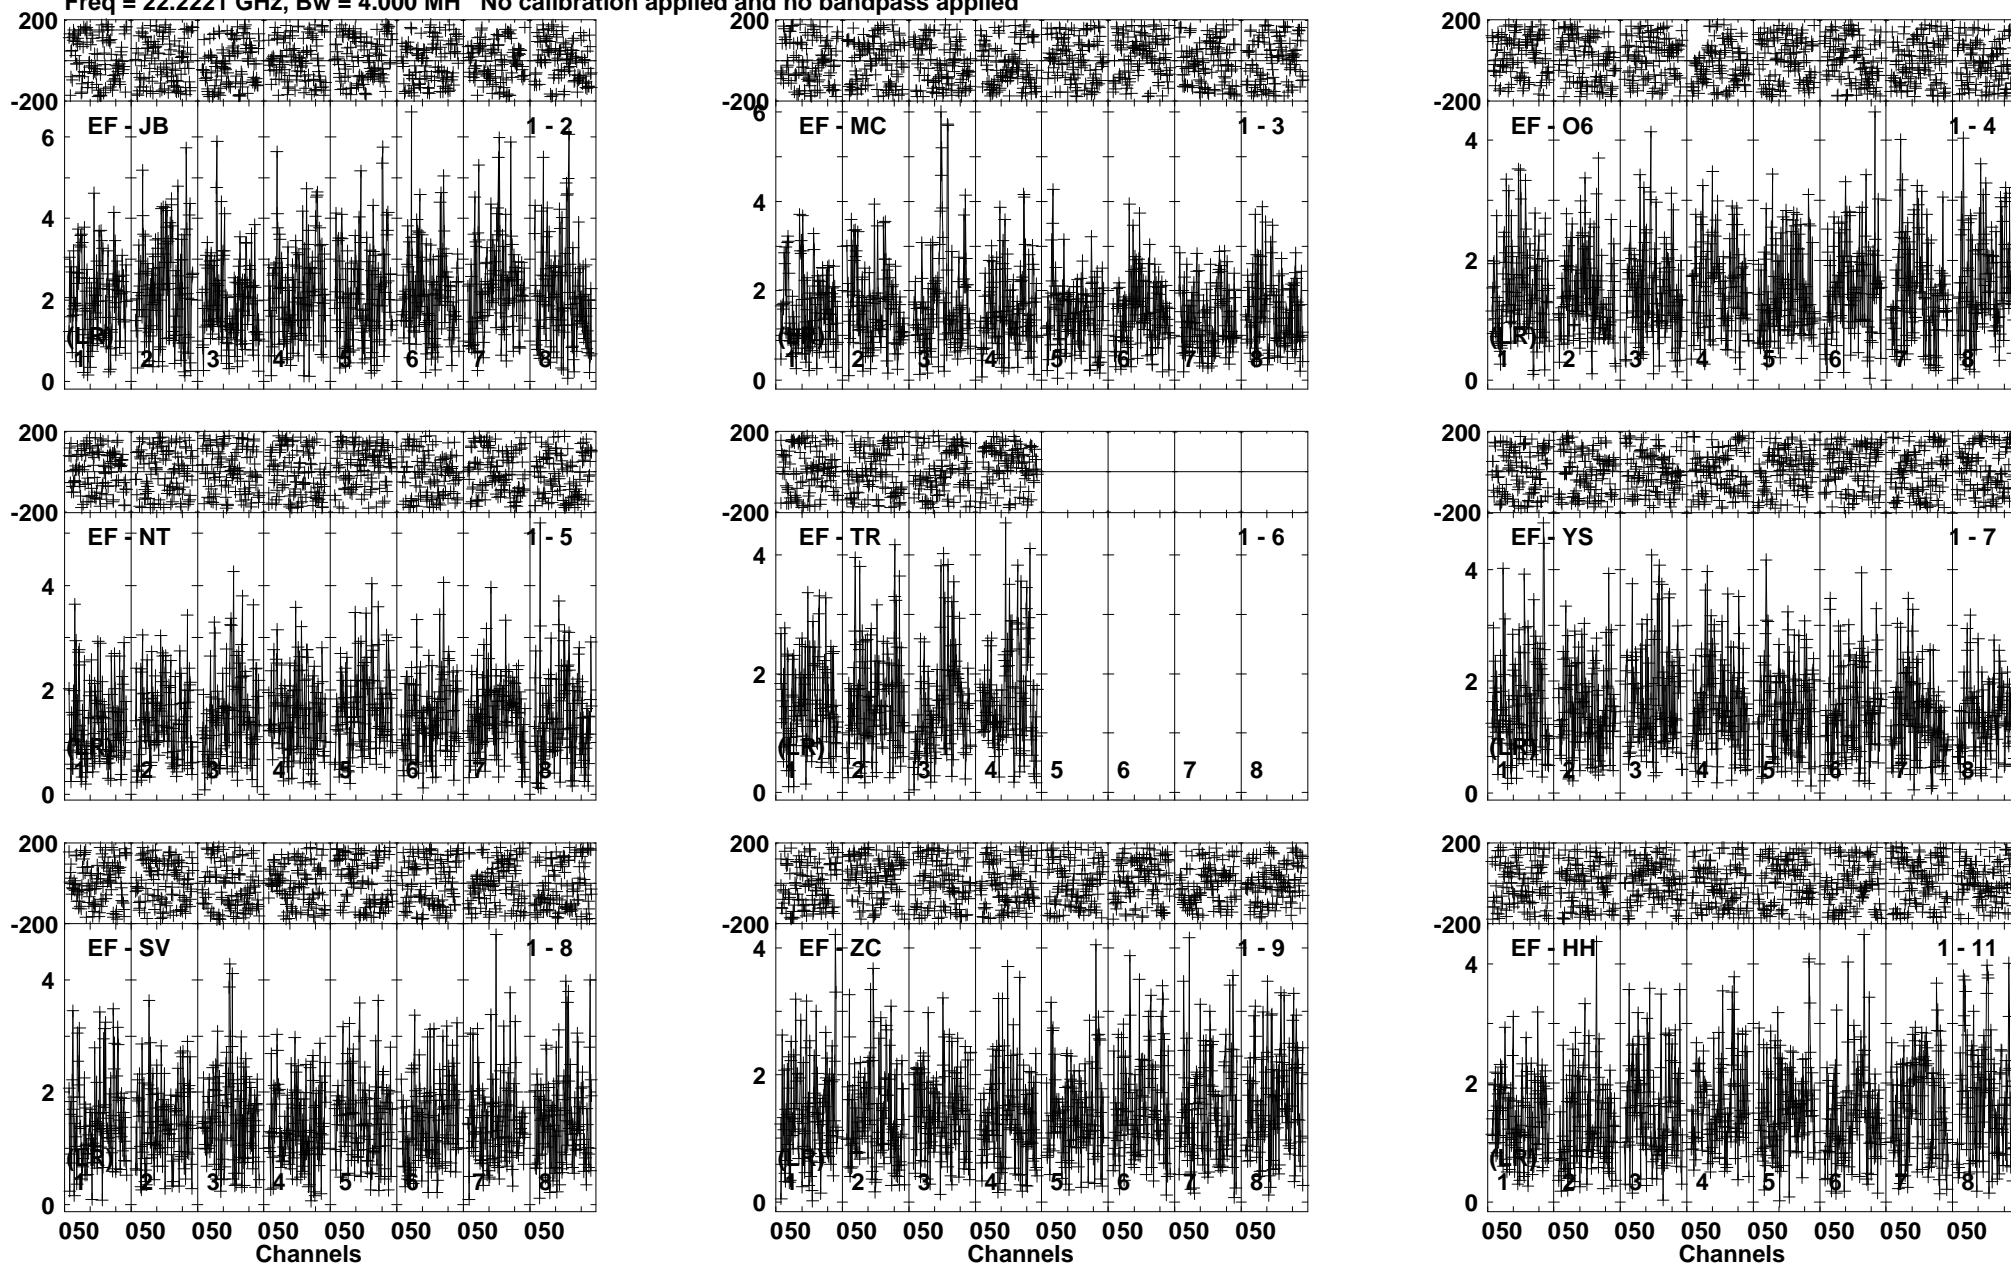 Freq = 22.2221 GHz, Bw = 4.000 MH No calibration applied and no bandpass applied
200
-200
EF - JB 1 - 2
6
4
2
0
(LR)
1 2 3 4 5 6 7 8
200
-200
EF - MC 1 - 3
6
4
2
0
(LR)
1 2 3 4 5 6 7 8
200
-200
EF - O6 1 - 4
4
2
0
(LR)
1 2 3 4 5 6 7 8
200
-200
EF - NT 1 - 5
4
2
0
(LR)
1 2 3 4 5 6 7 8
200
-200
EF - TR 1 - 6
4
2
0
(LR)
1 2 3 4 5 6 7 8
200
-200
EF - YS 1 - 7
4
2
0
(LR)
1 2 3 4 5 6 7 8
200
-200
EF - SV 1 - 8
4
2
0
(LR)
1 2 3 4 5 6 7 8
050 050 050 050 050 050 050 050
Channels
200
-200
EF - ZC 1 - 9
4
2
0
(LR)
1 2 3 4 5 6 7 8
050 050 050 050 050 050 050 050
Channels
200
-200
EF - HH 1 - 11
4
2
0
(LR)
1 2 3 4 5 6 7 8
050 050 050 050 050 050 050 050
Channels